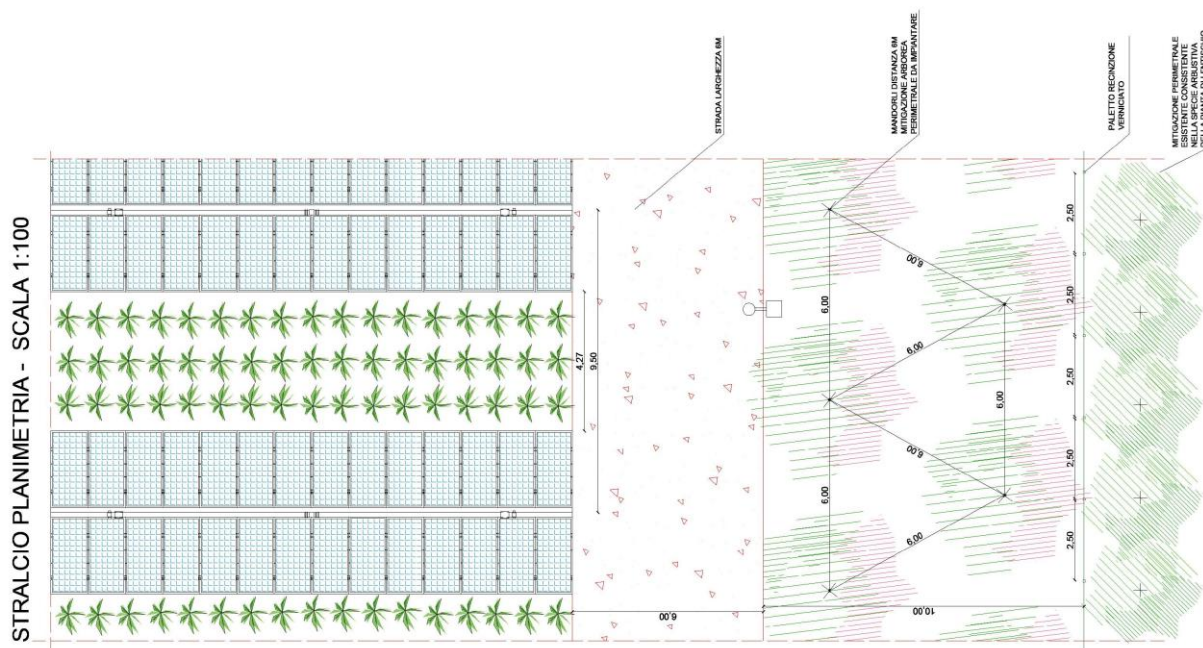 STRALCIO PLANIMETRIA - SCALA 1:100
STRADA LARGHEZZA 6M
MANDORLI DISTANZA 6M
MITIGAZIONE ARBOREA
PERIMETRALE DA IMPIANTARE
PALETTO RECINZIONE
VERNICIATO
MITIGAZIONE PERIMETRALE
ESISTENTE CONSISTENTE
NELLA SPECIE ARBUSTIVA
4,27
9,50
6,00
10,00
6,00
6,00
6,00
6,00
6,00
6,00
6,00
2,50
2,50
2,50
2,50
2,50